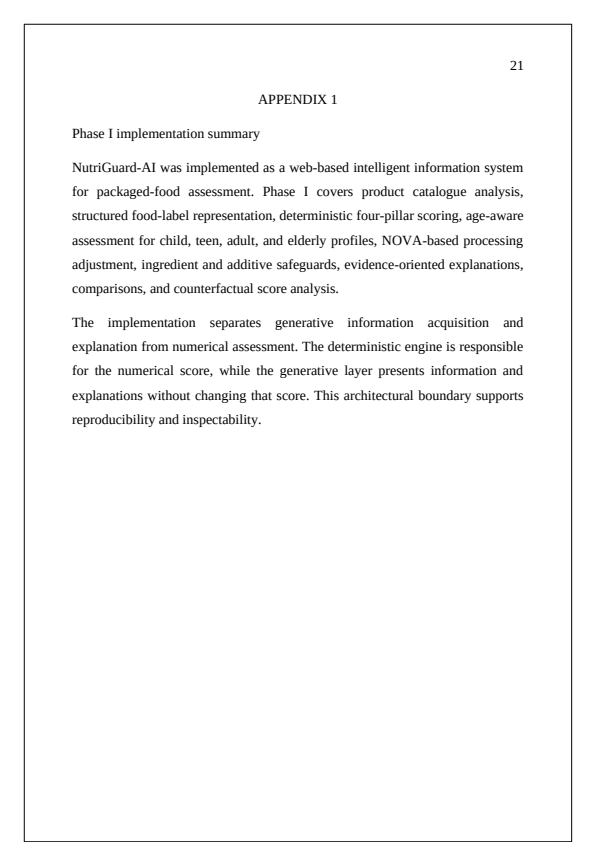 21
APPENDIX 1
Phase I implementation summary
NutriGuard-AI was implemented as a web-based intelligent information system
for packaged-food assessment. Phase I covers product catalogue analysis,
structured food-label representation, deterministic four-pillar scoring, age-aware
assessment for child, teen, adult, and elderly profiles, NOVA-based processing
adjustment, ingredient and additive safeguards, evidence-oriented explanations,
comparisons, and counterfactual score analysis.
The implementation separates generative information acquisition and
explanation from numerical assessment. The deterministic engine is responsible
for the numerical score, while the generative layer presents information and
explanations without changing that score. This architectural boundary supports
reproducibility and inspectability.